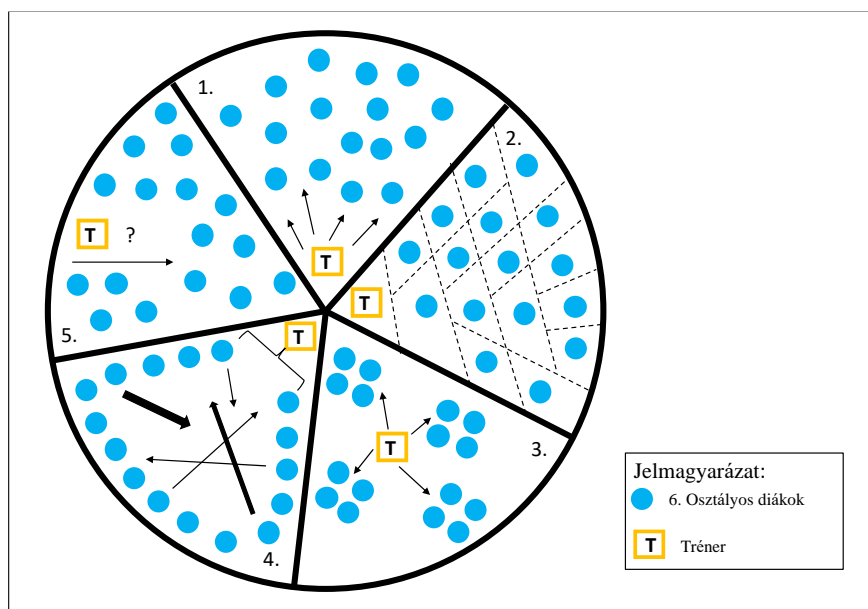 1.
T
2.
T
3.
T
4.
T
5.
T ?
Jelmagyarázat:
6. Osztályos diákok
T Tréner